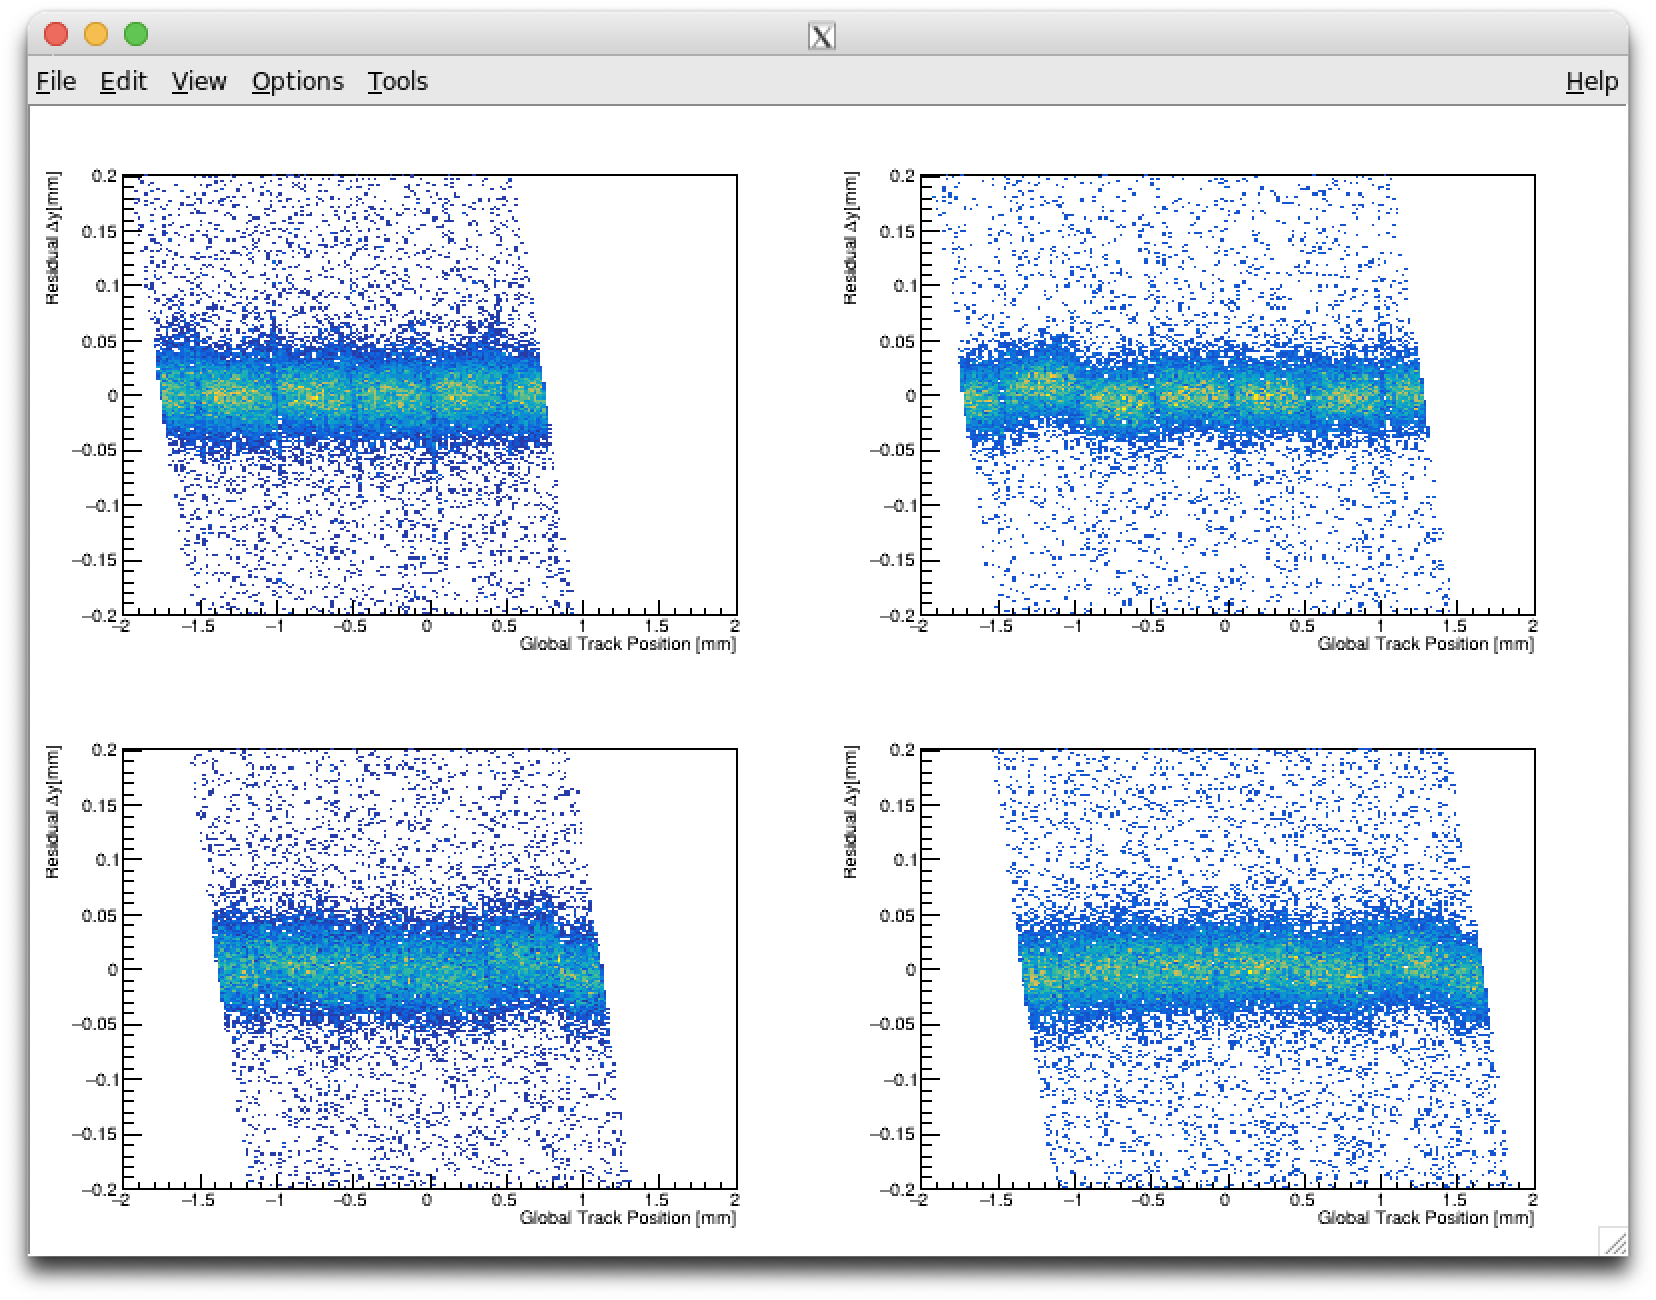 X
File Edit View Options Tools Help
Residual Δy[mm]
0.2
0.15
0.1
0.05
0
−0.05
−0.1
−0.15
−0.2
−2 −1.5 −1 −0.5 0 0.5 1 1.5 2
Global Track Position [mm]
Residual Δy[mm]
0.2
0.15
0.1
0.05
0
−0.05
−0.1
−0.15
−0.2
−2 −1.5 −1 −0.5 0 0.5 1 1.5 2
Global Track Position [mm]
Residual Δy[mm]
0.2
0.15
0.1
0.05
0
−0.05
−0.1
−0.15
−0.2
−2 −1.5 −1 −0.5 0 0.5 1 1.5 2
Global Track Position [mm]
Residual Δy[mm]
0.2
0.15
0.1
0.05
0
−0.05
−0.1
−0.15
−0.2
−2 −1.5 −1 −0.5 0 0.5 1 1.5 2
Global Track Position [mm]